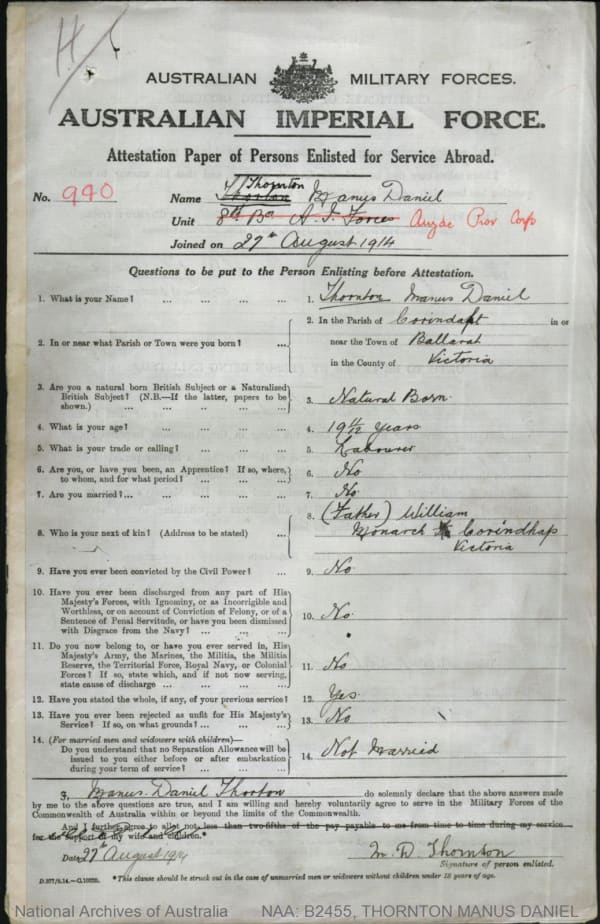 AUSTRALIAN MILITARY FORCES.
AUSTRALIAN IMPERIAL FORCE.
Attestation Paper of Persons Enlisted for Service Abroad.
No. 940 Name Thorton Thornton Manus Daniel
Unit 8th Bn A. I. Forces Anzde Prov Corps
Joined on 27th August 1914
Questions to be put to the Person Enlisting before Attestation.
1. What is your Name? ... ... ... 1. Thornton Manus Daniel
2. In or near what Parish or Town were you born? ... 2. In the Parish of Corindapt in or
near the Town of Ballarat
in the County of Victoria
3. Are you a natural born British Subject or a Naturalized
British Subject? (N.B.—If the latter, papers to be
shown.) ... ... ... ... ... 3. Natural Born
4. What is your age? ... ... ... ... 4. 19 11/12 years
5. What is your trade or calling? ... ... ... 5. Labourer
6. Are you, or have you been, an Apprentice? If so, where,
to whom, and for what period? ... ... ... 6. No
7. Are you married? ... ... ... ... ... 7. No
8. Who is your next of kin? (Address to be stated) ... 8. (Father) William
Monarch Corindhap
Victoria
9. Have you ever been convicted by the Civil Power? ... 9. No
10. Have you ever been discharged from any part of His
Majesty's Forces, with Ignominy, or as Incorrigible and
Worthless, or on account of Conviction of Felony, or of a
Sentence of Penal Servitude, or have you been dismissed
with Disgrace from the Navy? ... ... ... 10. No
11. Do you now belong to, or have you ever served in, His
Majesty's Army, the Marines, the Militia, the Militia
Reserve, the Territorial Force, Royal Navy, or Colonial
Forces? If so, state which, and if not now serving,
state cause of discharge ... ... ... ... 11. No
12. Have you stated the whole, if any, of your previous service? 12. Yes
13. Have you ever been rejected as unfit for His Majesty's
Service? If so, on what grounds? ... ... ... 13. No
14. (For married men and widowers with children)—
Do you understand that no Separation Allowance will be
issued to you either before or after embarkation
during your term of service? ... ... ... 14. Not Married
I, Manus Daniel Thorton do solemnly declare that the above answers made
by me to the above questions are true, and I am willing and hereby voluntarily agree to serve in the Military Forces of the
Commonwealth of Australia within or beyond the limits of the Commonwealth.
And I further agree to allot not less than two-fifths of the pay payable to me from time to time during my service
for the support of my wife and children.*
Date 27th August 1914 M. D. Thornton
Signature of person enlisted.
D.377/8.14.—C.10220. *This clause should be struck out in the case of unmarried men or widowers without children under 18 years of age.
National Archives of Australia NAA: B2455, THORNTON MANUS DANIEL